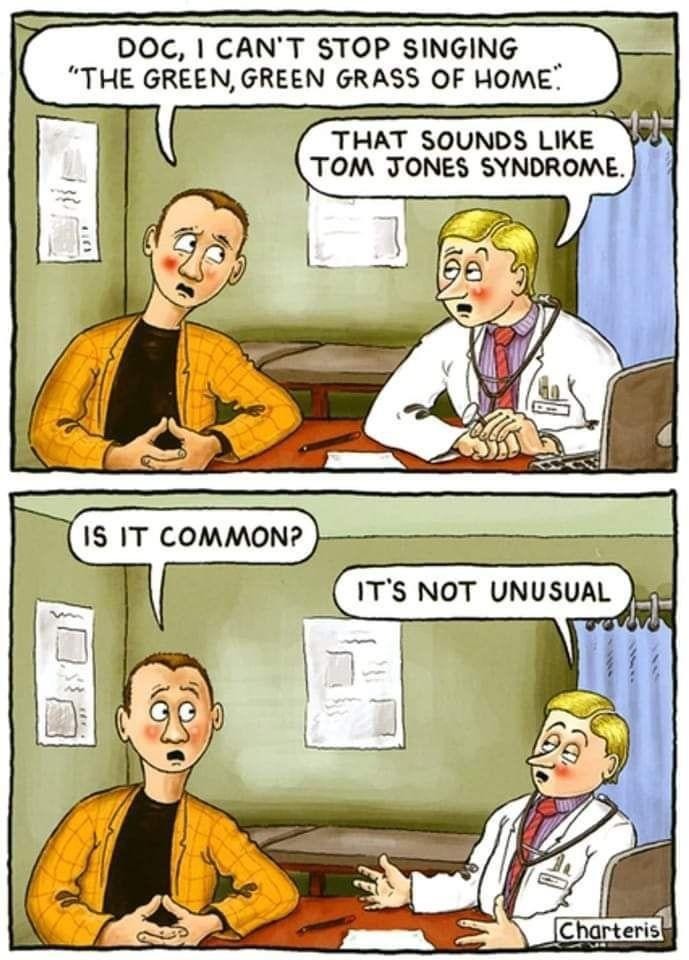 DOC, I CAN'T STOP SINGING
"THE GREEN, GREEN GRASS OF HOME".
THAT SOUNDS LIKE
TOM JONES SYNDROME.
IS IT COMMON?
IT'S NOT UNUSUAL
Charteris